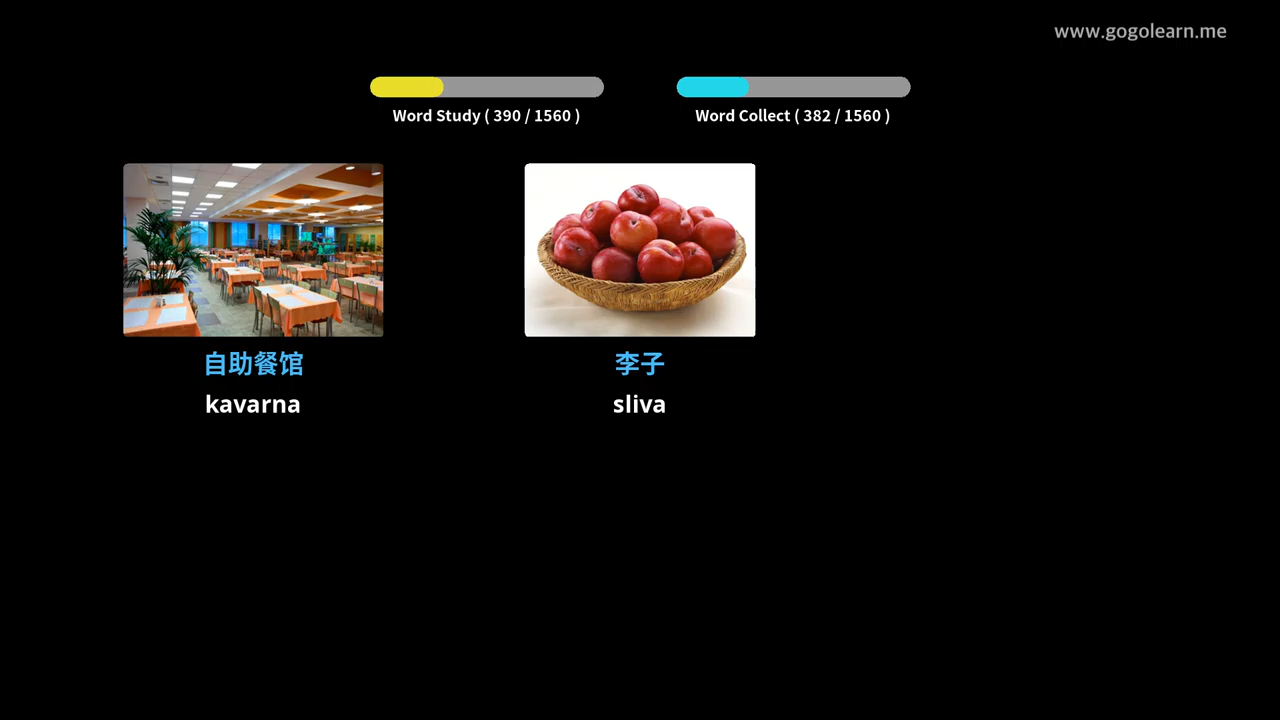 www.gogolearn.me
Word Study ( 390 / 1560 )
Word Collect ( 382 / 1560 )
自助餐馆
kavarna
李子
sliva